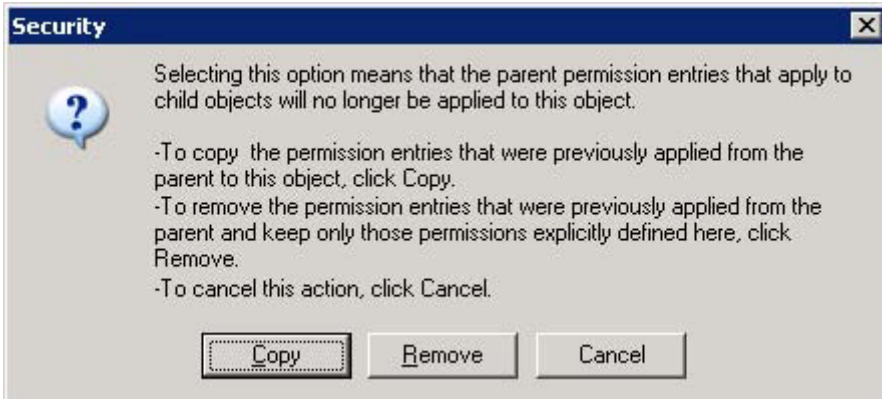 Security
Selecting this option means that the parent permission entries that apply to
child objects will no longer be applied to this object.
-To copy  the permission entries that were previously applied from the
parent to this object, click Copy.
-To remove the permission entries that were previously applied from the
parent and keep only those permissions explicitly defined here, click
Remove.
-To cancel this action, click Cancel.
Copy Remove Cancel